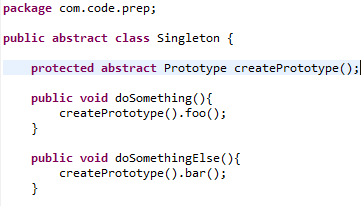 package com.code.prep;
public abstract class Singleton {
protected abstract Prototype createPrototype();
public void doSomething(){
createPrototype().foo();
}
public void doSomethingElse(){
createPrototype().bar();
}